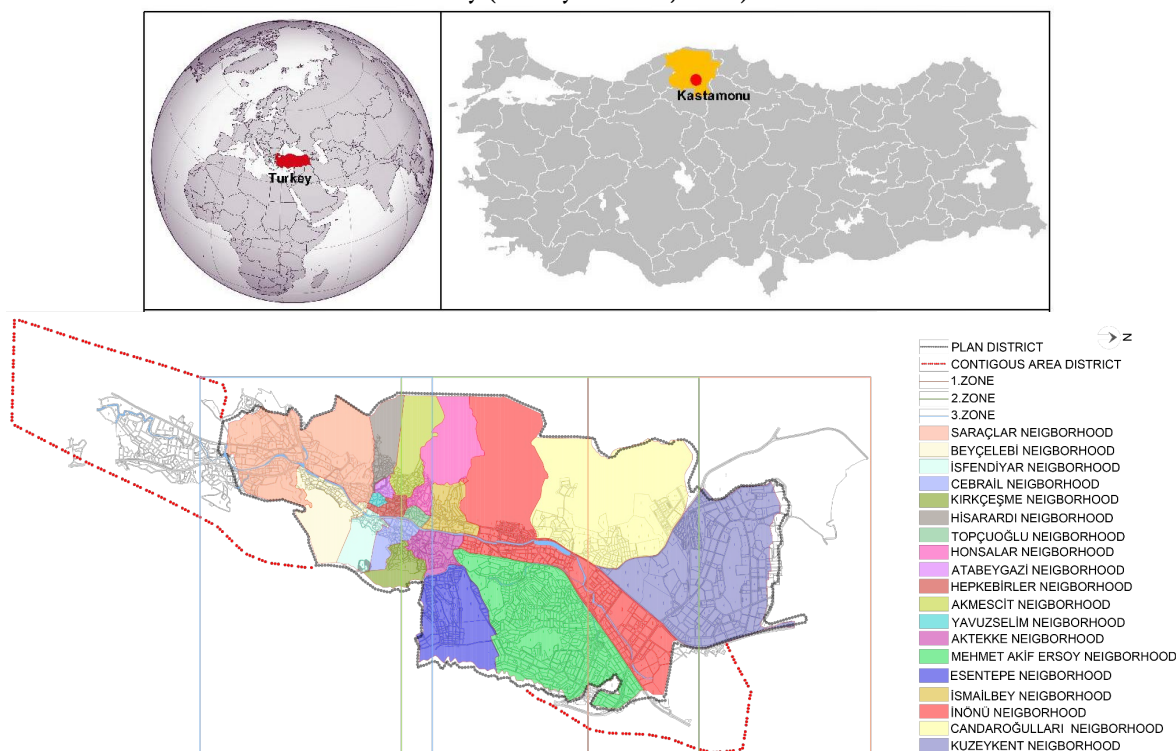 Turkey
Kastamonu
N
PLAN DISTRICT
CONTIGOUS AREA DISTRICT
1.ZONE
2.ZONE
3.ZONE
SARAÇLAR NEIGBORHOOD
BEYÇELEBİ NEIGBORHOOD
İSFENDİYAR NEIGBORHOOD
CEBRAİL NEIGBORHOOD
KIRKÇEŞME NEIGBORHOOD
HİSARARDI NEIGBORHOOD
TOPÇUOĞLU NEIGBORHOOD
HONSALAR NEIGBORHOOD
ATABEYGAZİ NEIGBORHOOD
HEPKEBİRLER NEIGBORHOOD
AKMESCİT NEIGBORHOOD
YAVUZSELİM NEIGBORHOOD
AKTEKKE NEIGBORHOOD
MEHMET AKİF ERSOY NEIGBORHOOD
ESENTEPE NEIGBORHOOD
İSMAİLBEY NEIGBORHOOD
İNÖNÜ NEIGBORHOOD
CANDAROĞULLARI NEIGBORHOOD
KUZEYKENT NEIGBORHOOD